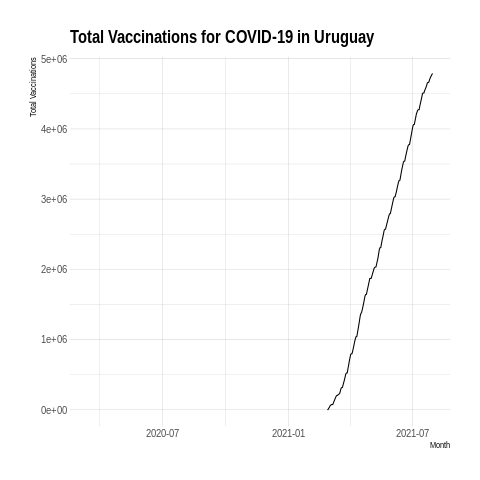 Total Vaccinations for COVID-19 in Uruguay
Total Vaccinations
5e+06
4e+06
3e+06
2e+06
1e+06
0e+00
2020-07 2021-01 2021-07
Month